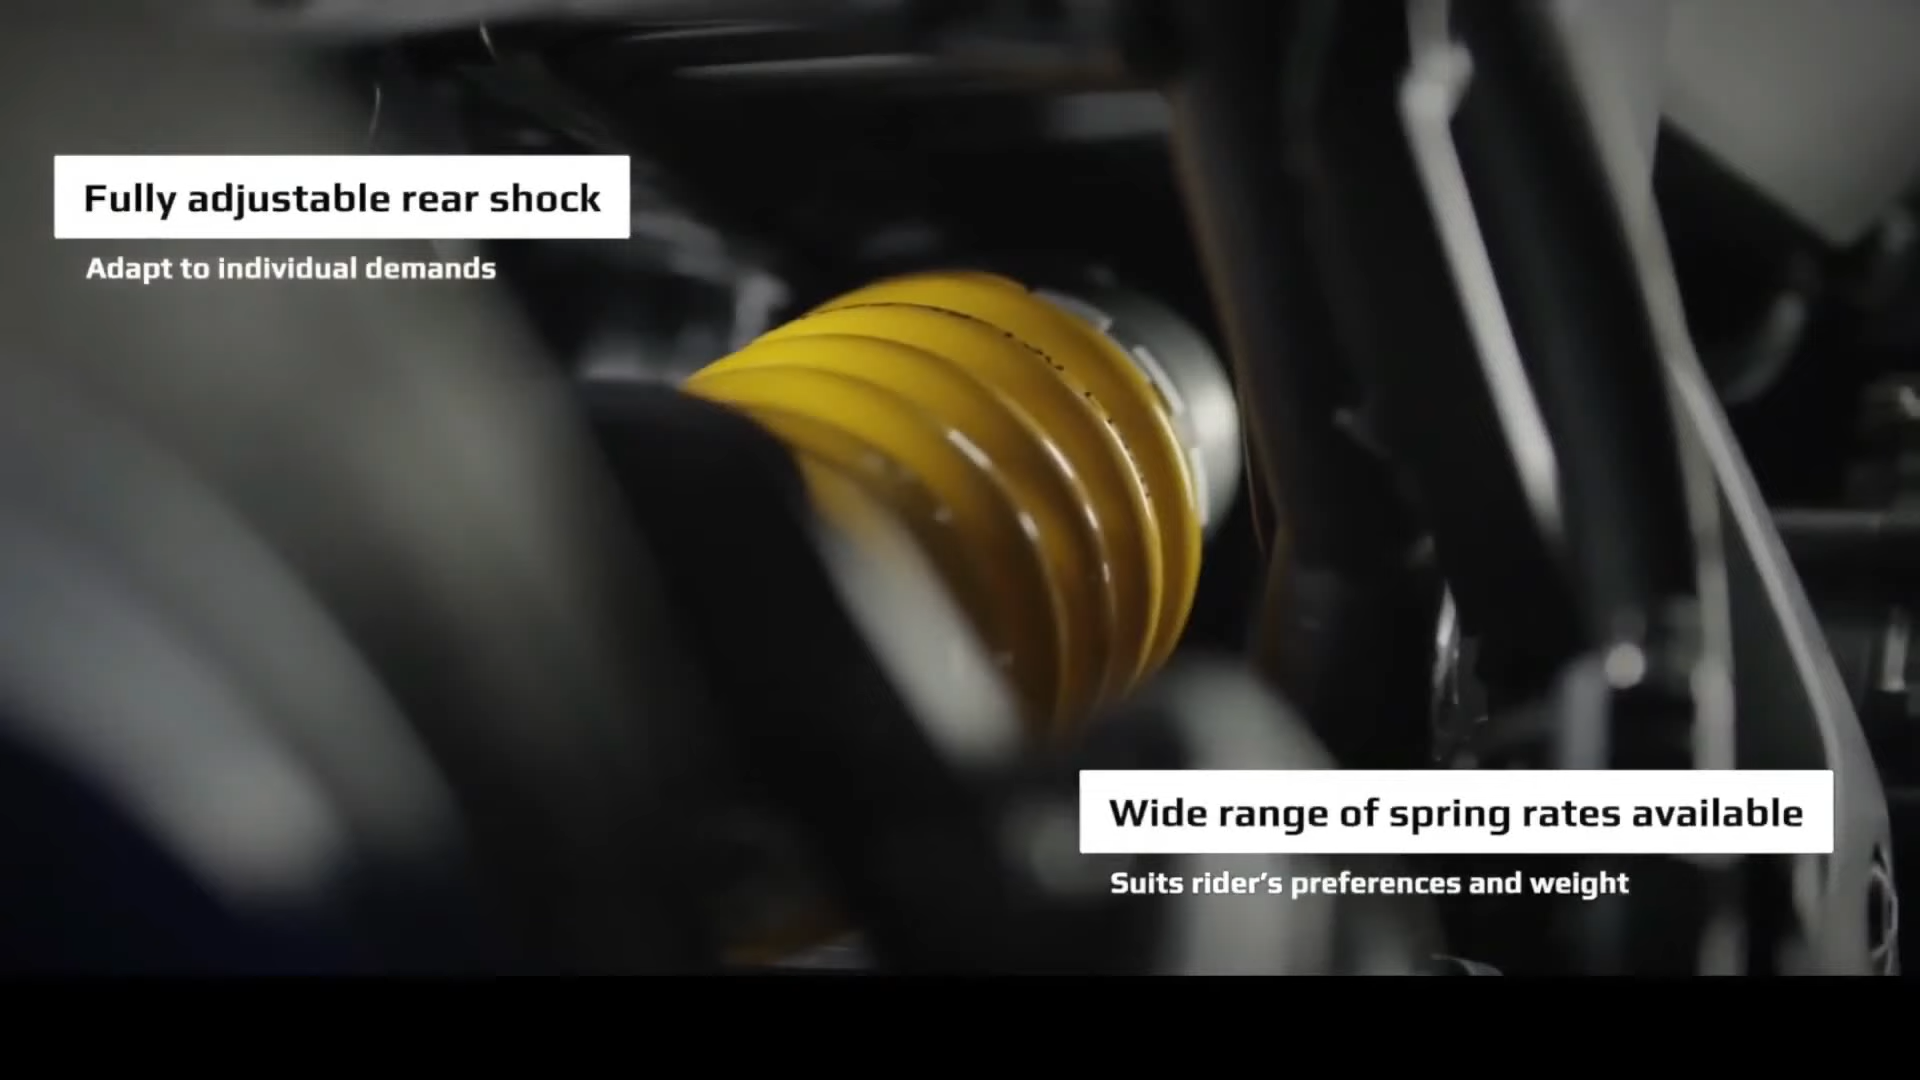 Fully adjustable rear shock
Adapt to individual demands
Wide range of spring rates available
Suits rider’s preferences and weight